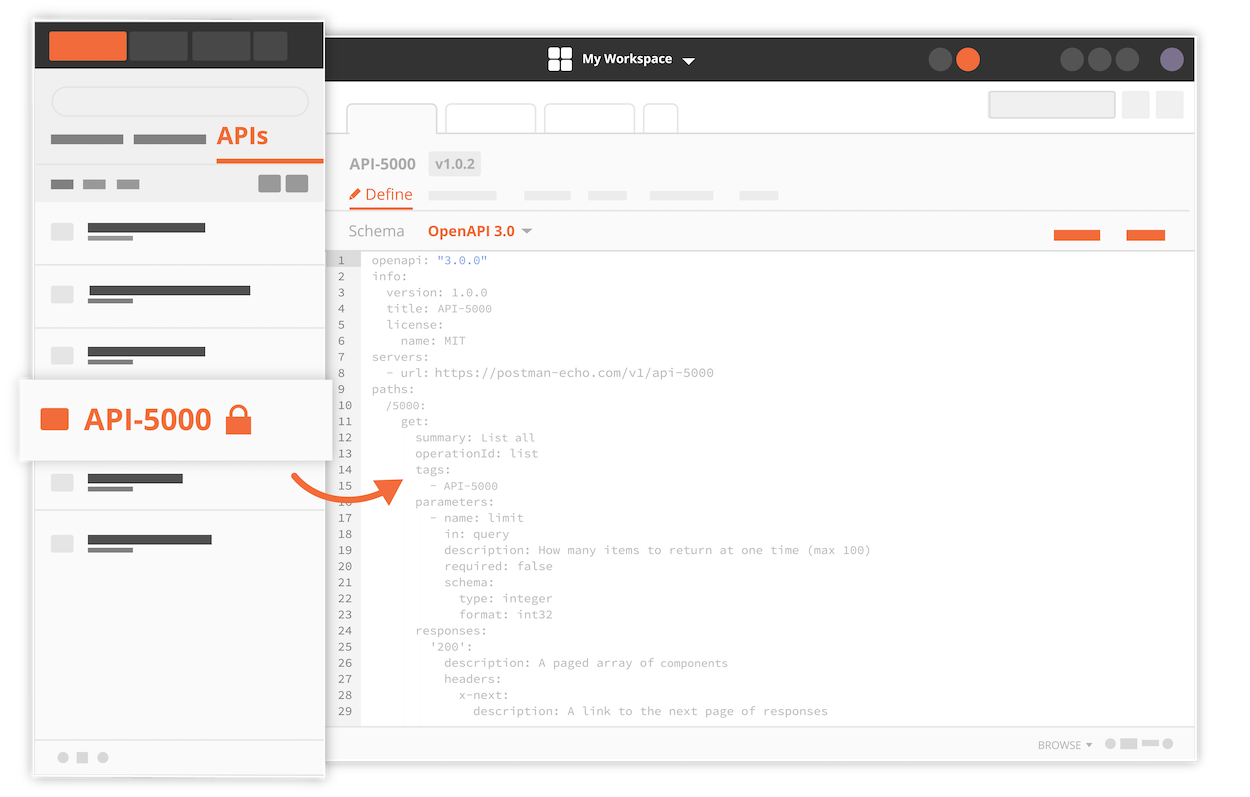 My Workspace
APIs
API-5000 v1.0.2
Define
Schema OpenAPI 3.0
API-5000
1 openapi: "3.0.0"
2 info:
3 version: 1.0.0
4 title: API-5000
5 license:
6 name: MIT
7 servers:
8 - url: https://postman-echo.com/v1/api-5000
9 paths:
10 /5000:
11 get:
12 summary: List all
13 operationId: list
14 tags:
15 - API-5000
16 parameters:
17 - name: limit
18 in: query
19 description: How many items to return at one time (max 100)
20 required: false
21 schema:
22 type: integer
23 format: int32
24 responses:
25 '200':
26 description: A paged array of components
27 headers:
28 x-next:
29 description: A link to the next page of responses
BROWSE